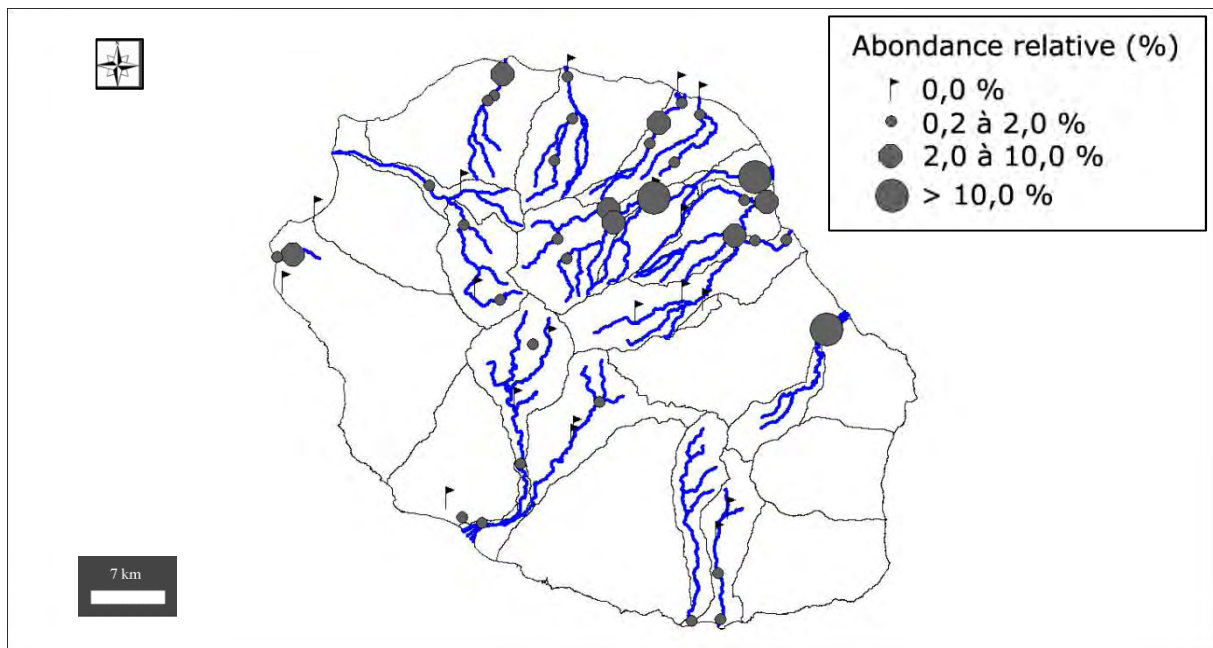 Abondance relative (%)
0,0 %
0,2 à 2,0 %
2,0 à 10,0 %
> 10,0 %
7 km